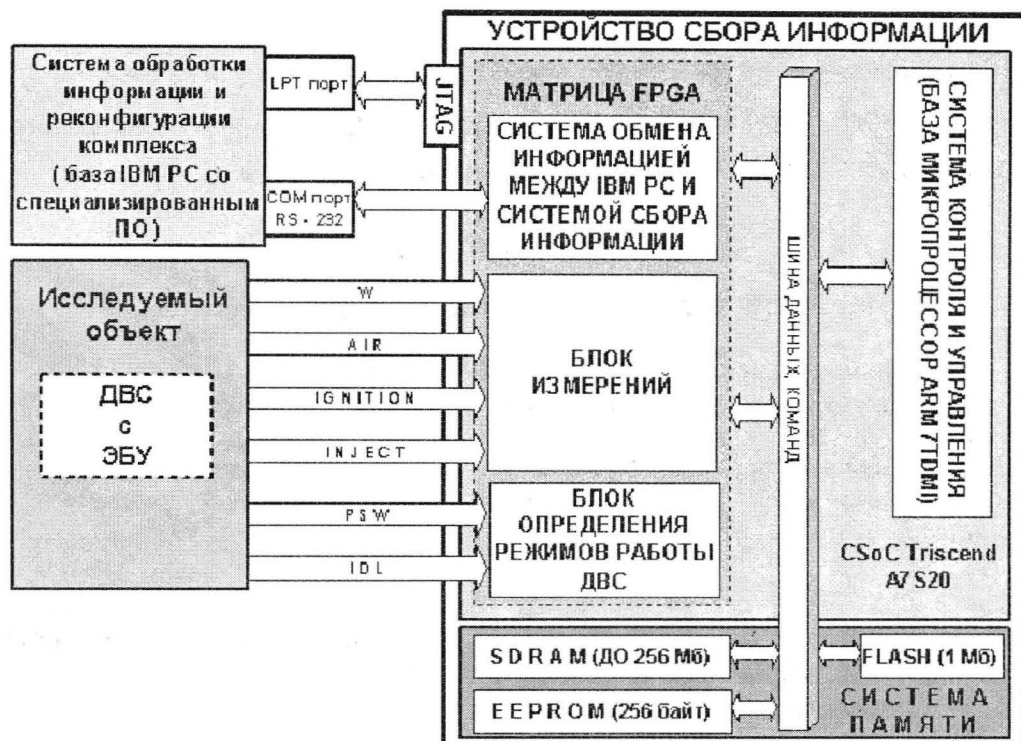 УСТРОЙСТВО СБОРА ИНФОРМАЦИИ
Система обработки
информации и
реконфигурации
комплекса
( база IBM PC со
специализированным
ПО )
LPT порт
COM порт
RS - 232
JTAG
МАТРИЦА FPGA
СИСТЕМА ОБМЕНА
ИНФОРМАЦИЕЙ
МЕЖДУ IBM PC И
СИСТЕМОЙ СБОРА
ИНФОРМАЦИИ
Исследуемый
объект
ДВС
с
ЭБУ
W
AIR
IGNITION
INJECT
PSW
IDL
БЛОК
ИЗМЕРЕНИЙ
БЛОК
ОПРЕДЕЛЕНИЯ
РЕЖИМОВ РАБОТЫ
ДВС
ШИНА ДАННЫХ, КОМАНД
СИСТЕМА КОНТРОЛЯ И УПРАВЛЕНИЯ
(БАЗА МИКРОПРОЦЕССОР ARM 7TDMI)
CSoC Triscend
A7S20
SDRAM (ДО 256 Мб)
EEPROM (256 байт)
FLASH (1 Мб)
СИСТЕМА
ПАМЯТИ